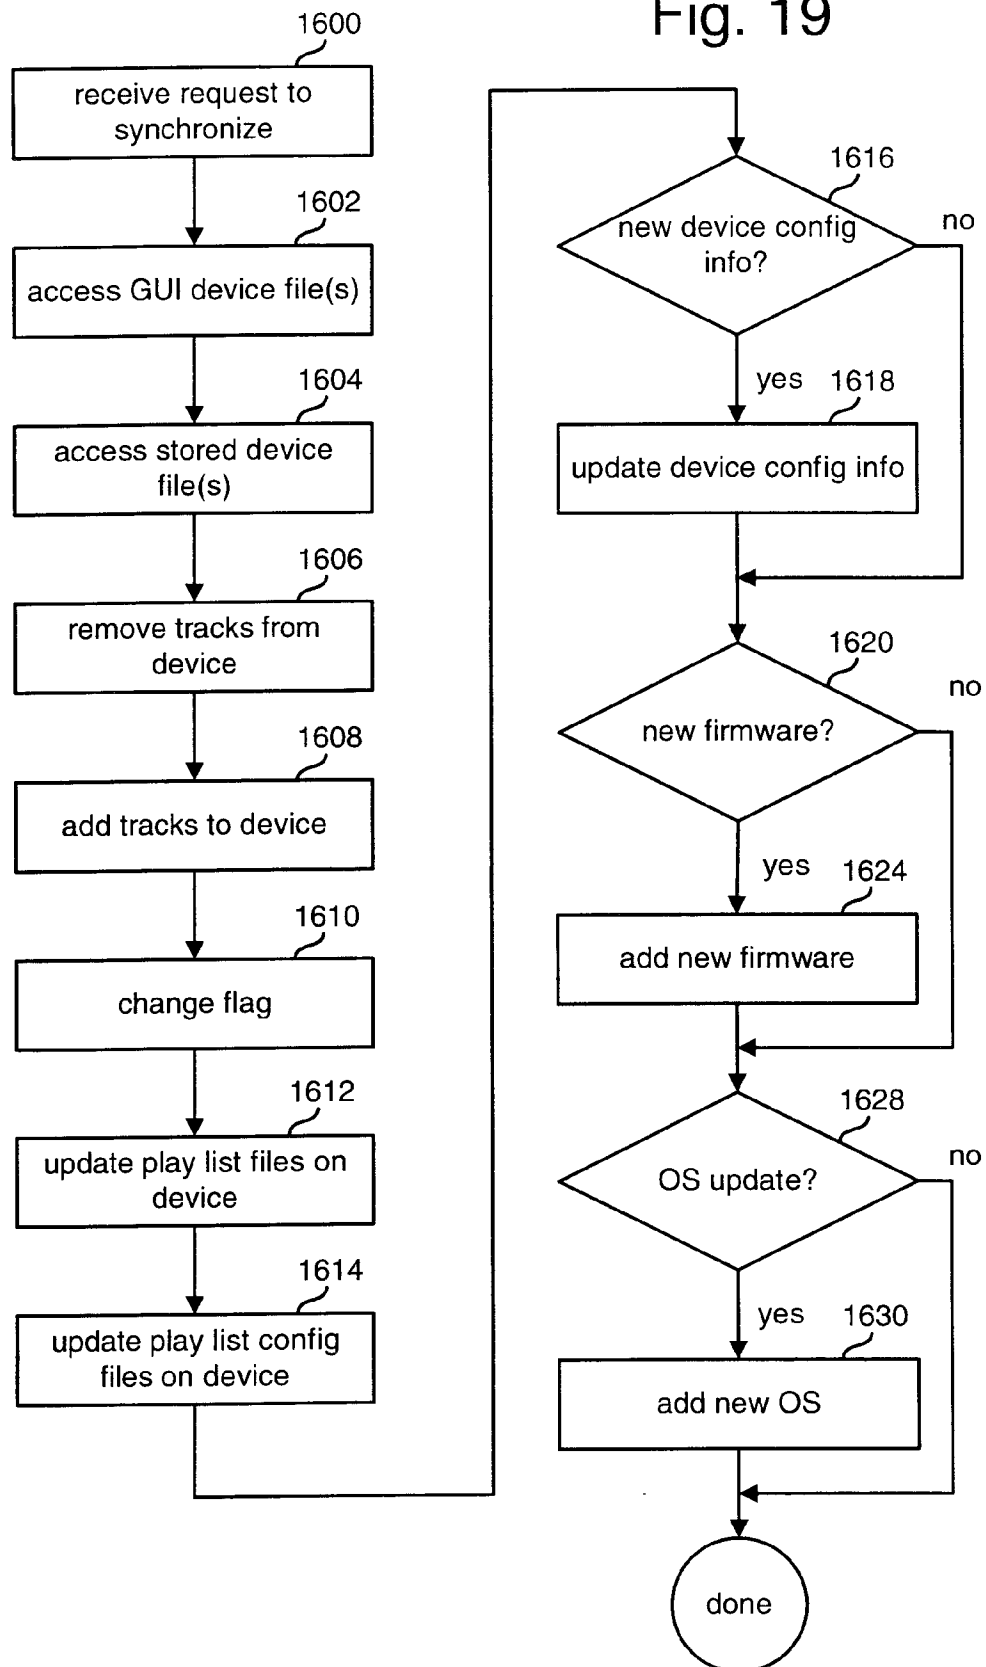 Fig. 19
1600
receive request to
synchronize
1602
access GUI device file(s)
1604
access stored device
file(s)
1606
remove tracks from
device
1608
add tracks to device
1610
change flag
1612
update play list files on
device
1614
update play list config
files on device
1616
new device config
info?
no
yes
1618
update device config info
1620
new firmware?
no
yes
1624
add new firmware
1628
OS update?
no
yes
1630
add new OS
done